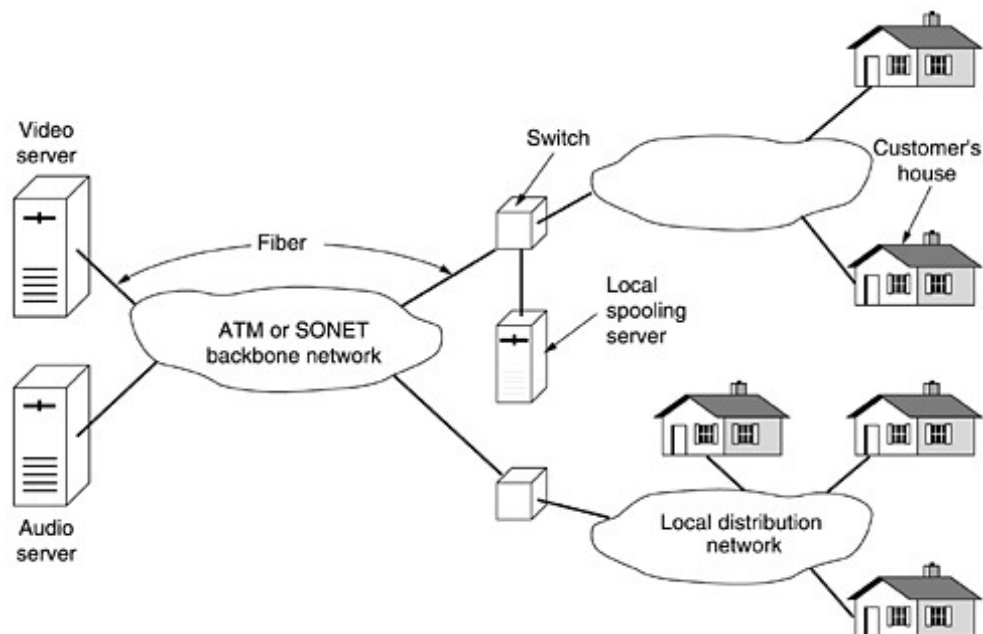 Video
server
Switch
Customer's
house
Fiber
Local
spooling
server
ATM or SONET
backbone network
Audio
server
Local distribution
network